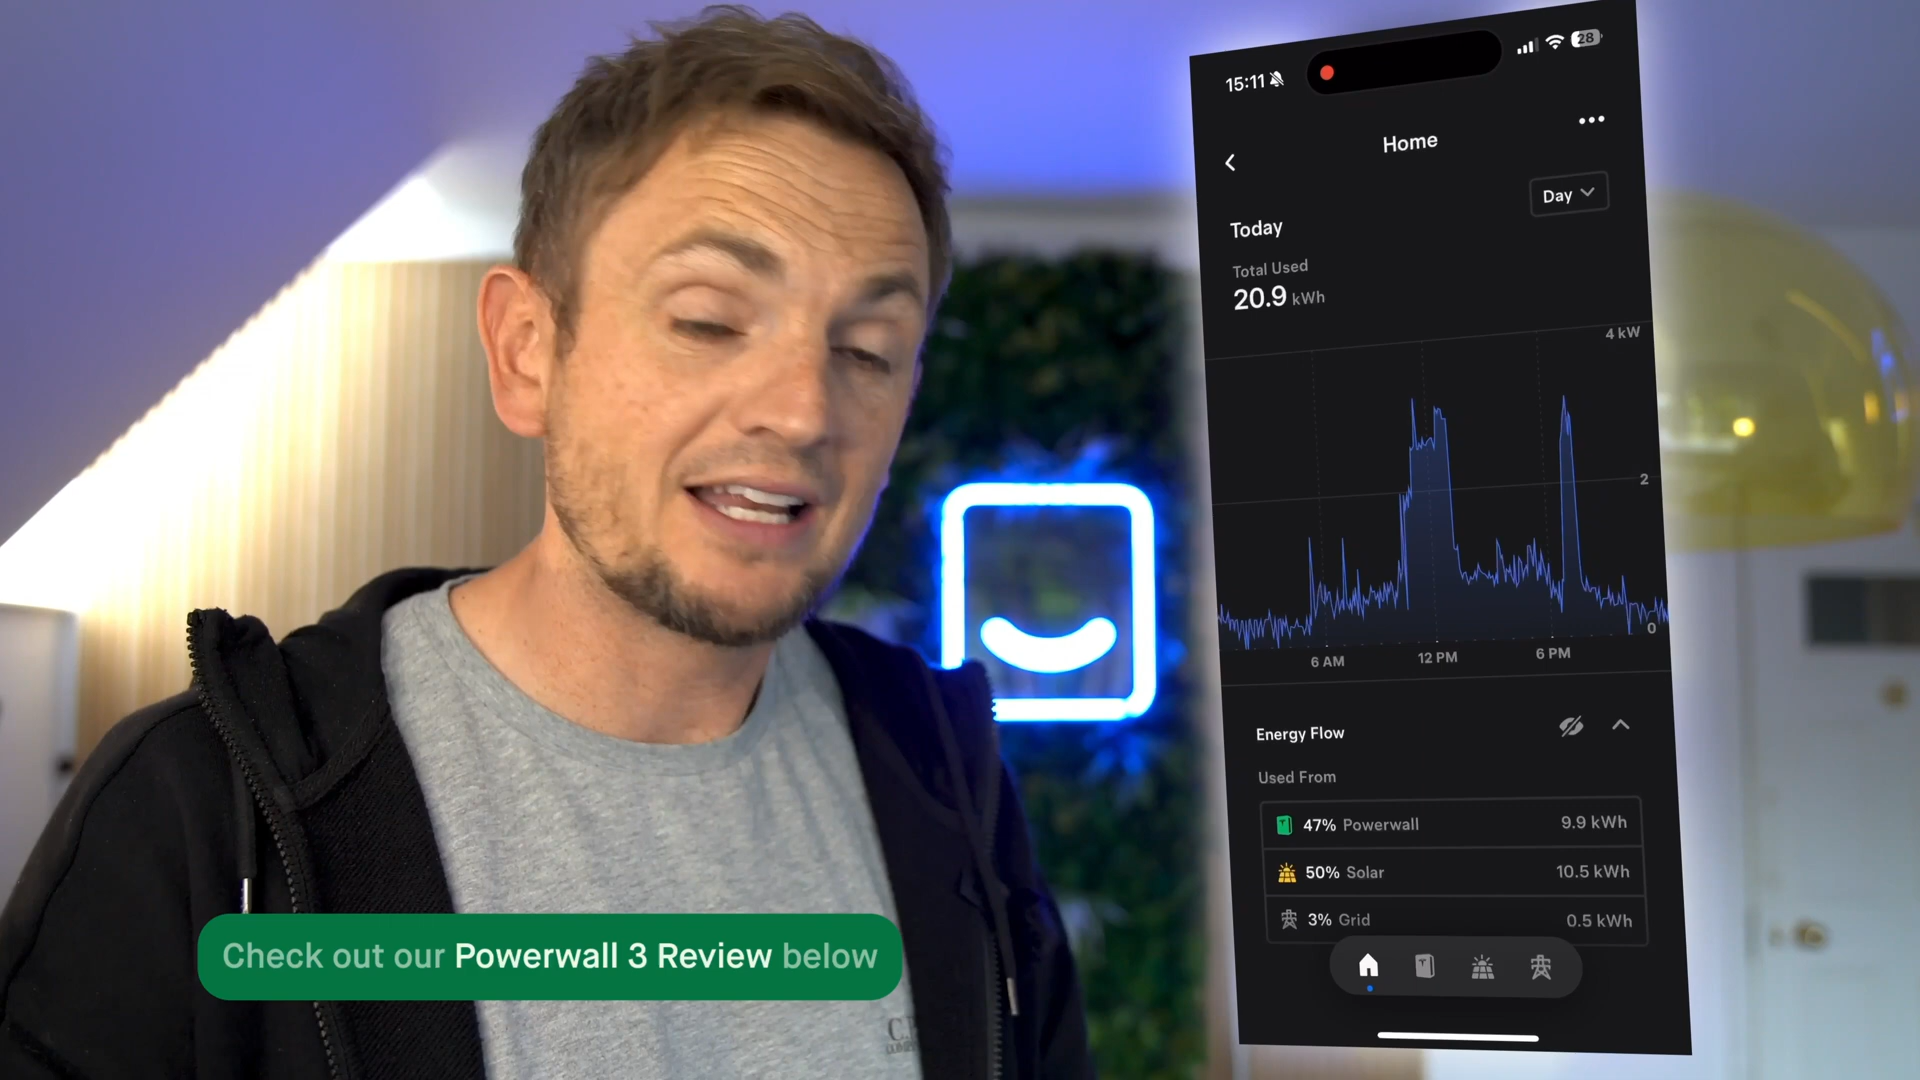 15:11
28
Home
Day
Today
Total Used
20.9 kWh
4 kW
2
0
6 AM
12 PM
6 PM
Energy Flow
Used From
47% Powerwall
9.9 kWh
50% Solar
10.5 kWh
3% Grid
0.5 kWh
Check out our Powerwall 3 Review below